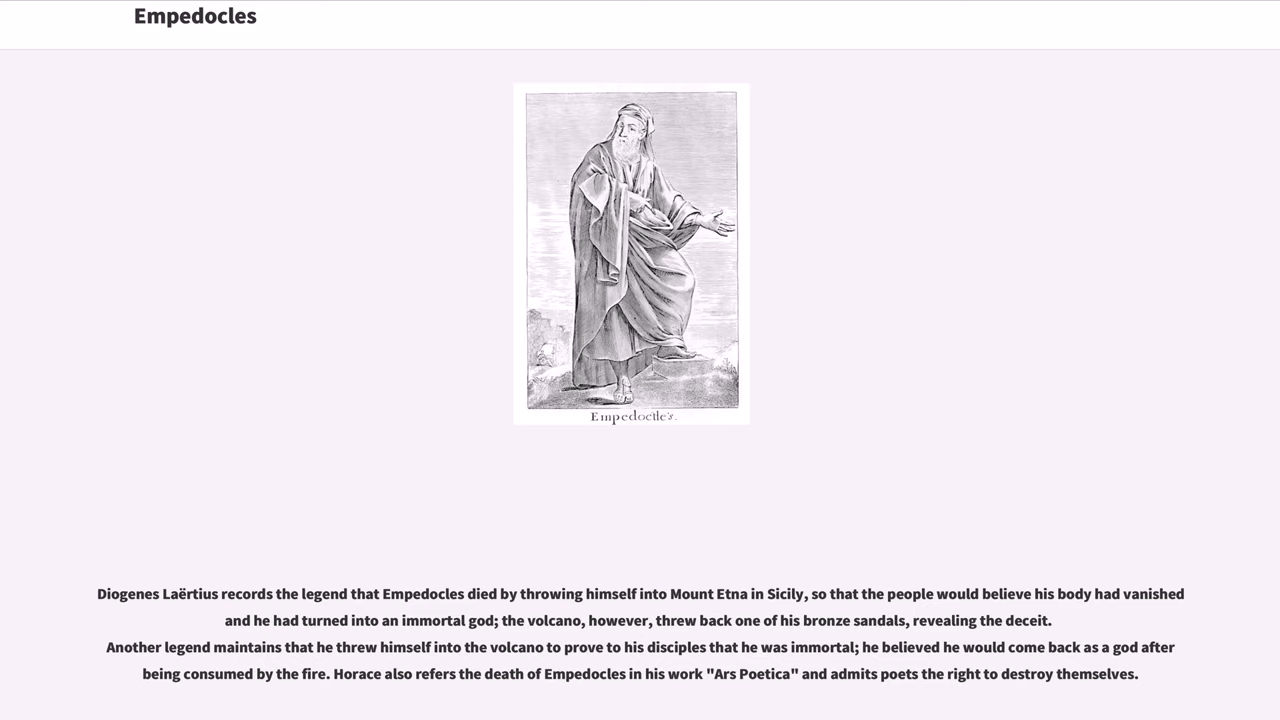 Empedocles
Empedocles.
Diogenes Laërtius records the legend that Empedocles died by throwing himself into Mount Etna in Sicily, so that the people would believe his body had vanished
and he had turned into an immortal god; the volcano, however, threw back one of his bronze sandals, revealing the deceit.
Another legend maintains that he threw himself into the volcano to prove to his disciples that he was immortal; he believed he would come back as a god after
being consumed by the fire. Horace also refers the death of Empedocles in his work "Ars Poetica" and admits poets the right to destroy themselves.